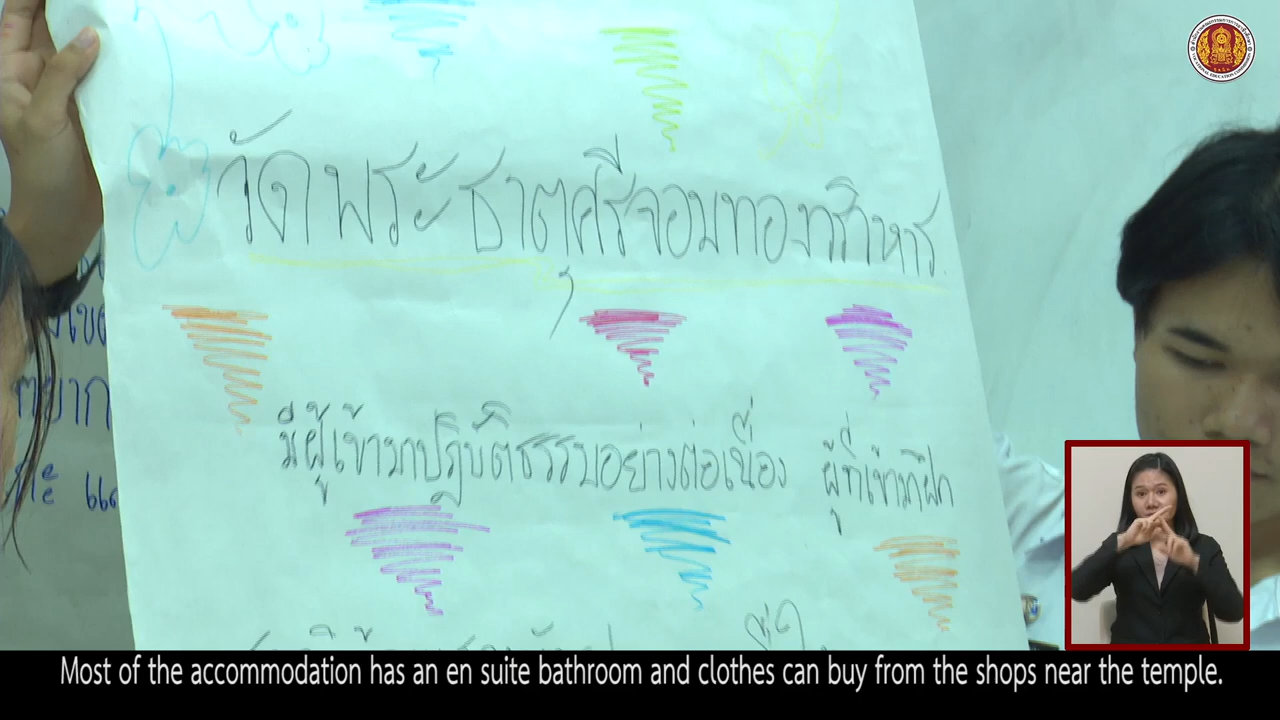 วัดพระธาตุศรีจอมทองวรวิหาร
มีผู้เข้ามาปฏิบัติธรรมอย่างต่อเนื่อง ผู้ที่เข้ามาฝึก
VOCATIONAL EDUCATION COMMISSION
Most of the accommodation has an en suite bathroom and clothes can buy from the shops near the temple.